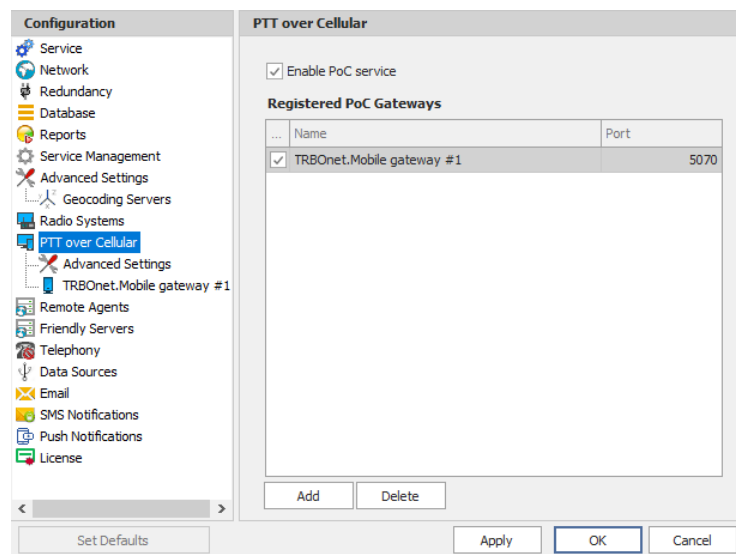 Configuration
Service
Network
Redundancy
Database
Reports
Service Management
Advanced Settings
Geocoding Servers
Radio Systems
PTT over Cellular
Advanced Settings
TRBOnet.Mobile gateway #1
Remote Agents
Friendly Servers
Telephony
Data Sources
Email
SMS Notifications
Push Notifications
License
Set Defaults
PTT over Cellular
Enable PoC service
Registered PoC Gateways
... Name Port
TRBOnet.Mobile gateway #1 5070
Add Delete
Apply OK Cancel